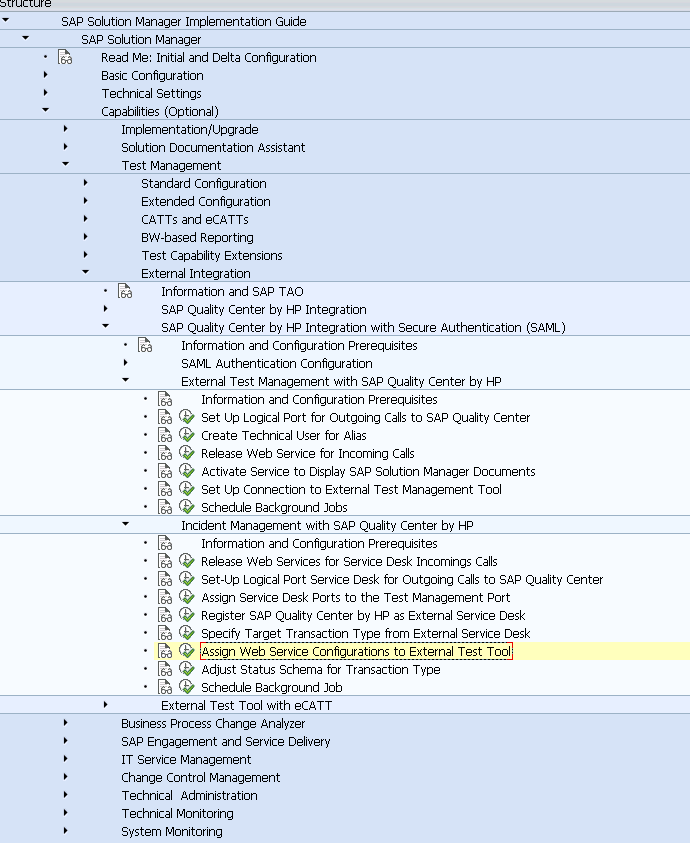 Structure
SAP Solution Manager Implementation Guide
SAP Solution Manager
Read Me: Initial and Delta Configuration
Basic Configuration
Technical Settings
Capabilities (Optional)
Implementation/Upgrade
Solution Documentation Assistant
Test Management
Standard Configuration
Extended Configuration
CATTs and eCATTs
BW-based Reporting
Test Capability Extensions
External Integration
Information and SAP TAO
SAP Quality Center by HP Integration
SAP Quality Center by HP Integration with Secure Authentication (SAML)
Information and Configuration Prerequisites
SAML Authentication Configuration
External Test Management with SAP Quality Center by HP
Information and Configuration Prerequisites
Set Up Logical Port for Outgoing Calls to SAP Quality Center
Create Technical User for Alias
Release Web Service for Incoming Calls
Activate Service to Display SAP Solution Manager Documents
Set Up Connection to External Test Management Tool
Schedule Background Jobs
Incident Management with SAP Quality Center by HP
Information and Configuration Prerequisites
Release Web Services for Service Desk Incomings Calls
Set-Up Logical Port Service Desk for Outgoing Calls to SAP Quality Center
Assign Service Desk Ports to the Test Management Port
Register SAP Quality Center by HP as External Service Desk
Specify Target Transaction Type from External Service Desk
Assign Web Service Configurations to External Test Tool
Adjust Status Schema for Transaction Type
Schedule Background Job
External Test Tool with eCATT
Business Process Change Analyzer
SAP Engagement and Service Delivery
IT Service Management
Change Control Management
Technical  Administration
Technical Monitoring
System Monitoring